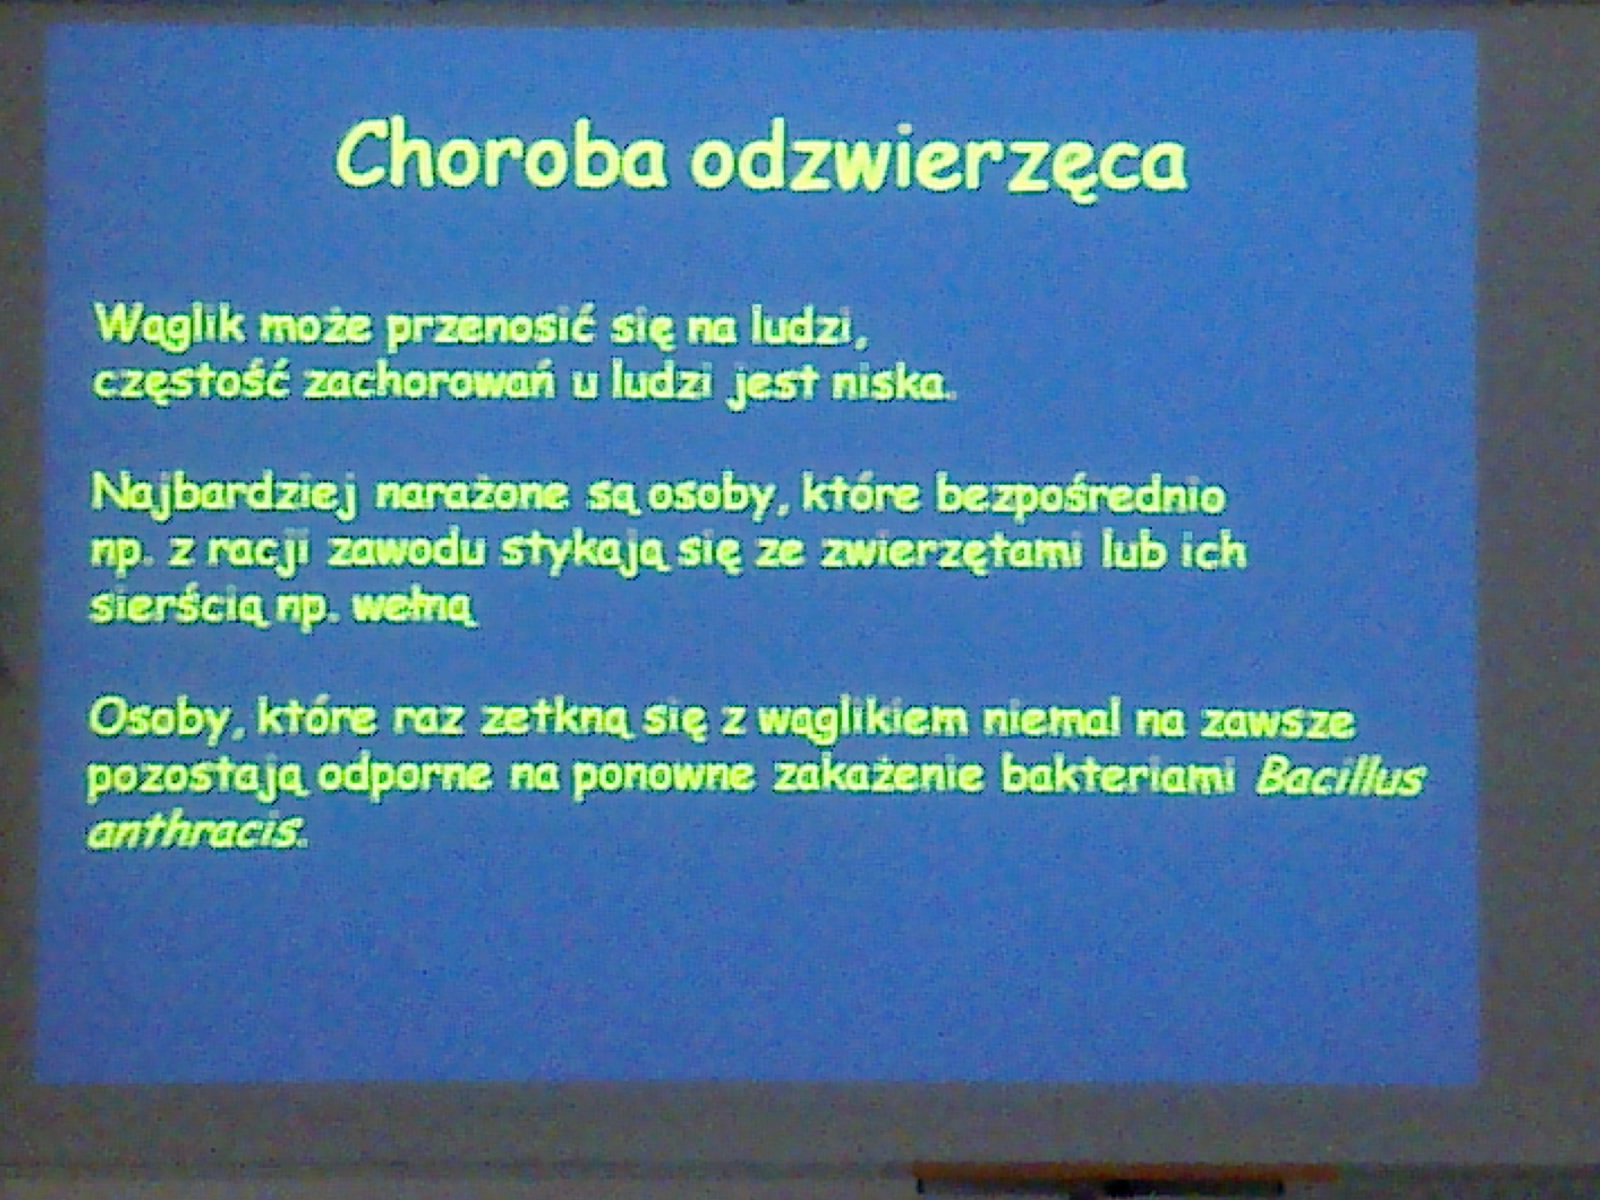 Choroba odzwierzęca
Wąglik może przenosić się na ludzi,
częstość zachorowań u ludzi jest niska.
Najbardziej narażone są osoby, które bezpośrednio
np. z racji zawodu stykają się ze zwierzętami lub ich
sierścią np. wełną
Osoby, które raz zetkną się z wąglikiem niemal na zawsze
pozostają odporne na ponowne zakażenie bakteriami Bacillus
anthracis.